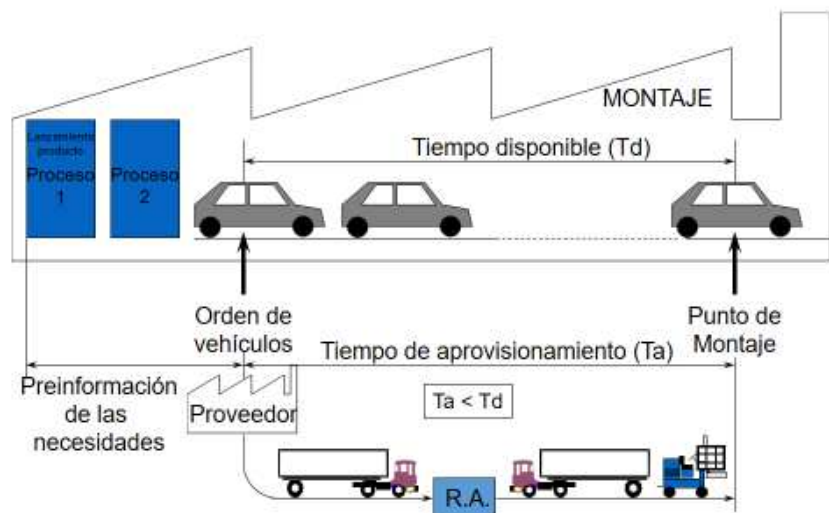 MONTAJE
Lanzamiento
producto
Proceso
1
Proceso
2
Tiempo disponible (Td)
Orden de
vehículos
Punto de
Montaje
Tiempo de aprovisionamiento (Ta)
Preinformación
de las
necesidades
Proveedor
Ta < Td
R.A.